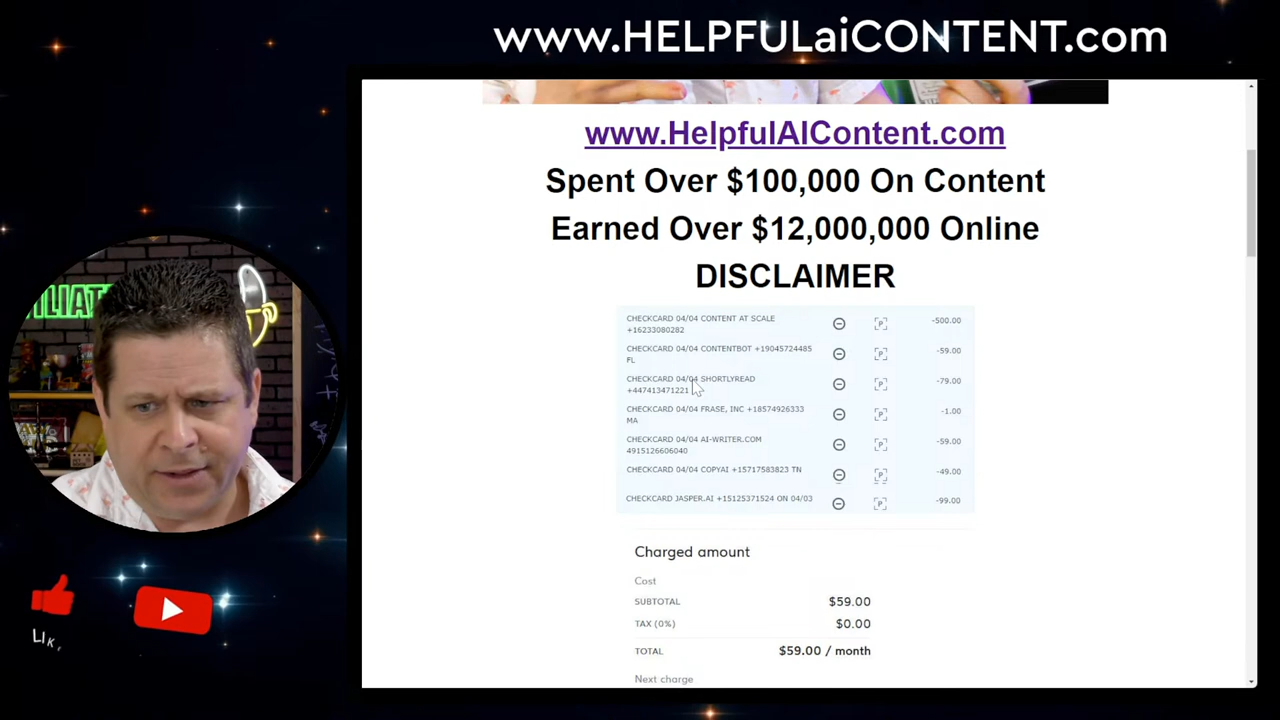 www.HELPFULaiCONTENT.com
www.HelpfulAIContent.com
Spent Over $100,000 On Content
Earned Over $12,000,000 Online
DISCLAIMER
CHECKCARD 04/04 CONTENT AT SCALE
+16233080282
-500.00
CHECKCARD 04/04 CONTENTBOT +19045724485
FL
-59.00
CHECKCARD 04/04 SHORTLYREAD
+447413471221
-79.00
CHECKCARD 04/04 FRASE, INC +18574926333
MA
-1.00
CHECKCARD 04/04 AI-WRITER.COM
4915126606040
-59.00
CHECKCARD 04/04 COPYAI +15717583823 TN
-49.00
CHECKCARD JASPER.AI +15125371524 ON 04/03
-99.00
Charged amount
Cost
SUBTOTAL $59.00
TAX (0%) $0.00
TOTAL $59.00 / month
Next charge